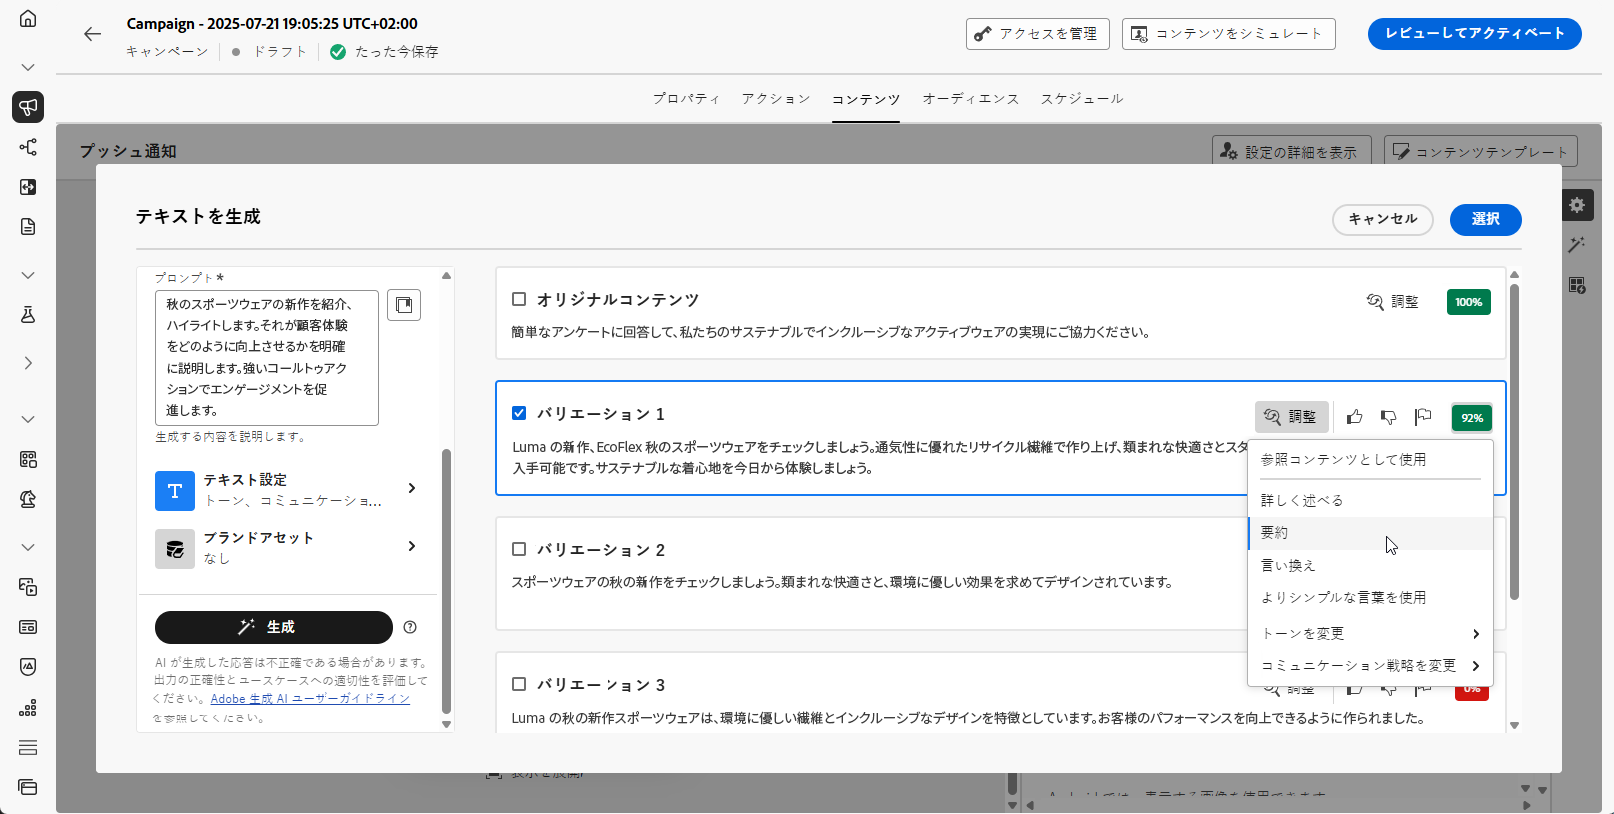 Campaign - 2025-07-21 19:05:25 UTC+02:00
キャンペーン
ドラフト
たった今保存
アクセスを管理
コンテンツをシミュレート
レビューしてアクティベート
プロパティ
アクション
コンテンツ
オーディエンス
スケジュール
プッシュ通知
設定の詳細を表示
コンテンツテンプレート
テキストを生成
キャンセル
選択
プロンプト*
秋のスポーツウェアの新作を紹介、
ハイライトします。それが顧客体験
をどのように向上させるかを明確
に説明します。強いコールトゥアク
ションでエンゲージメントを促
進します。
生成する内容を説明します。
テキスト設定
トーン、コミュニケーショ...
ブランドアセット
なし
生成
AI が生成した応答は不正確である場合があります。
出力の正確性とユースケースへの適切性を評価して
ください。Adobe 生成 AI ユーザーガイドライン
を参照してください。
オリジナルコンテンツ
調整
100%
簡単なアンケートに回答して、私たちのサステナブルでインクルーシブなアクティブウェアの実現にご協力ください。
バリエーション 1
調整
92%
Luma の新作、EcoFlex 秋のスポーツウェアをチェックしましょう。通気性に優れたリサイクル繊維で作り上げ、類まれな快適さとスタ
入手可能です。サステナブルな着心地を今日から体験しましょう。
参照コンテンツとして使用
詳しく述べる
要約
言い換え
よりシンプルな言葉を使用
トーンを変更
コミュニケーション戦略を変更
バリエーション 2
スポーツウェアの秋の新作をチェックしましょう。類まれな快適さと、環境に優しい効果を求めてデザインされています。
バリエーション 3
調整
0%
Luma の秋の新作スポーツウェアは、環境に優しい繊維とインクルーシブなデザインを特徴としています。お客様のパフォーマンスを向上できるように作られました。
表示を展開
Android では、表示する画像を使用できます